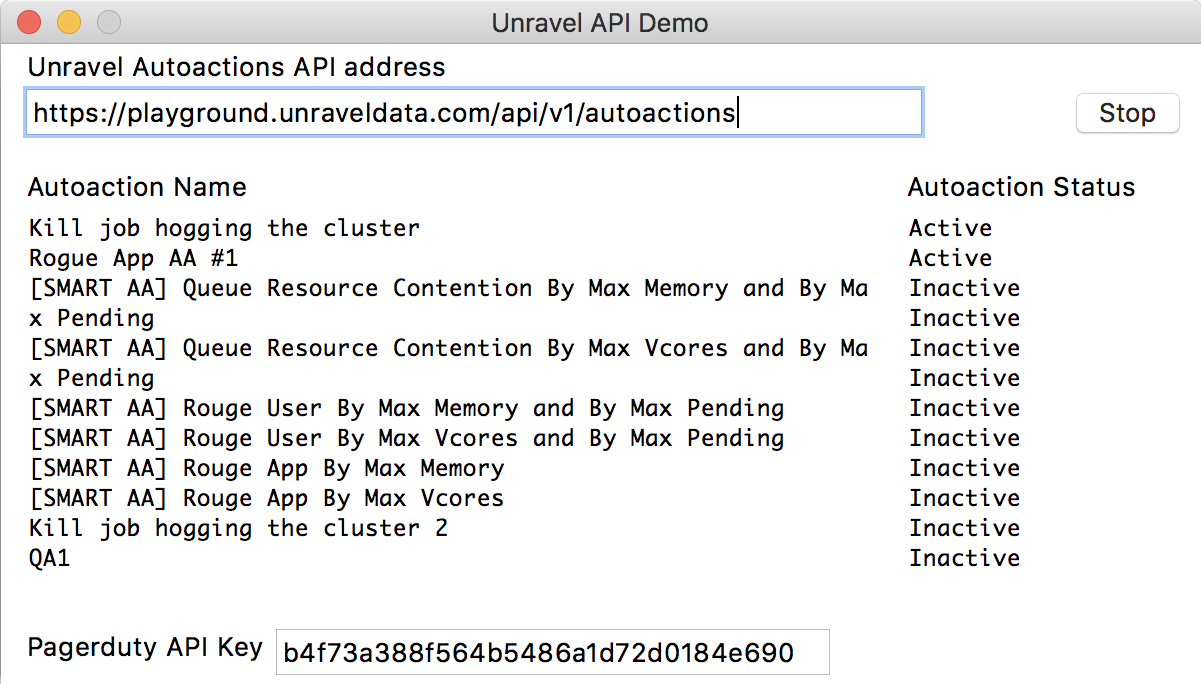 Unravel API Demo
Unravel Autoactions API address
https://playground.unraveldata.com/api/v1/autoactions
Stop
Autoaction Name Autoaction Status
Kill job hogging the cluster Active
Rogue App AA #1 Active
[SMART AA] Queue Resource Contention By Max Memory and By Ma Inactive
x Pending Inactive
[SMART AA] Queue Resource Contention By Max Vcores and By Ma Inactive
x Pending Inactive
[SMART AA] Rouge User By Max Memory and By Max Pending Inactive
[SMART AA] Rouge User By Max Vcores and By Max Pending Inactive
[SMART AA] Rouge App By Max Memory Inactive
[SMART AA] Rouge App By Max Vcores Inactive
Kill job hogging the cluster 2 Inactive
QA1 Inactive
Pagerduty API Key b4f73a388f564b5486a1d72d0184e690